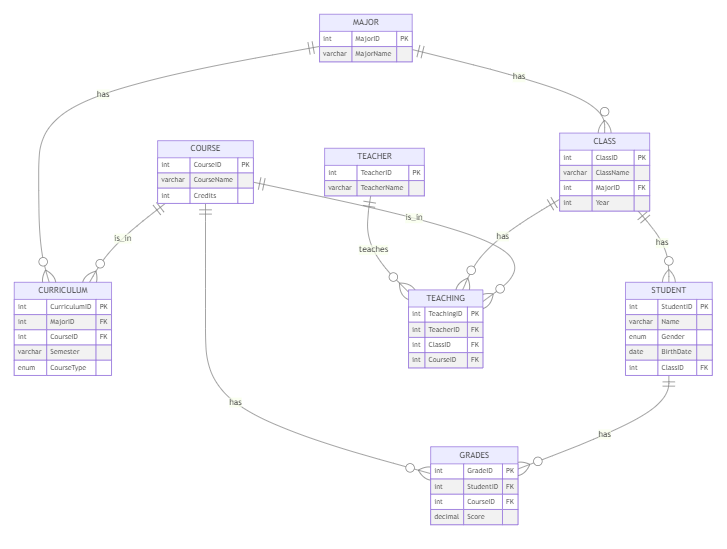 MAJOR
int MajorID PK
varchar MajorName
has
has
COURSE
int CourseID PK
varchar CourseName
int Credits
TEACHER
int TeacherID PK
varchar TeacherName
CLASS
int ClassID PK
varchar ClassName
int MajorID FK
int Year
is_in
is_in
teaches
has
has
CURRICULUM
int CurriculumID PK
int MajorID FK
int CourseID FK
varchar Semester
enum CourseType
TEACHING
int TeachingID PK
int TeacherID FK
int ClassID FK
int CourseID FK
STUDENT
int StudentID PK
varchar Name
enum Gender
date BirthDate
int ClassID FK
has
has
GRADES
int GradeID PK
int StudentID FK
int CourseID FK
decimal Score